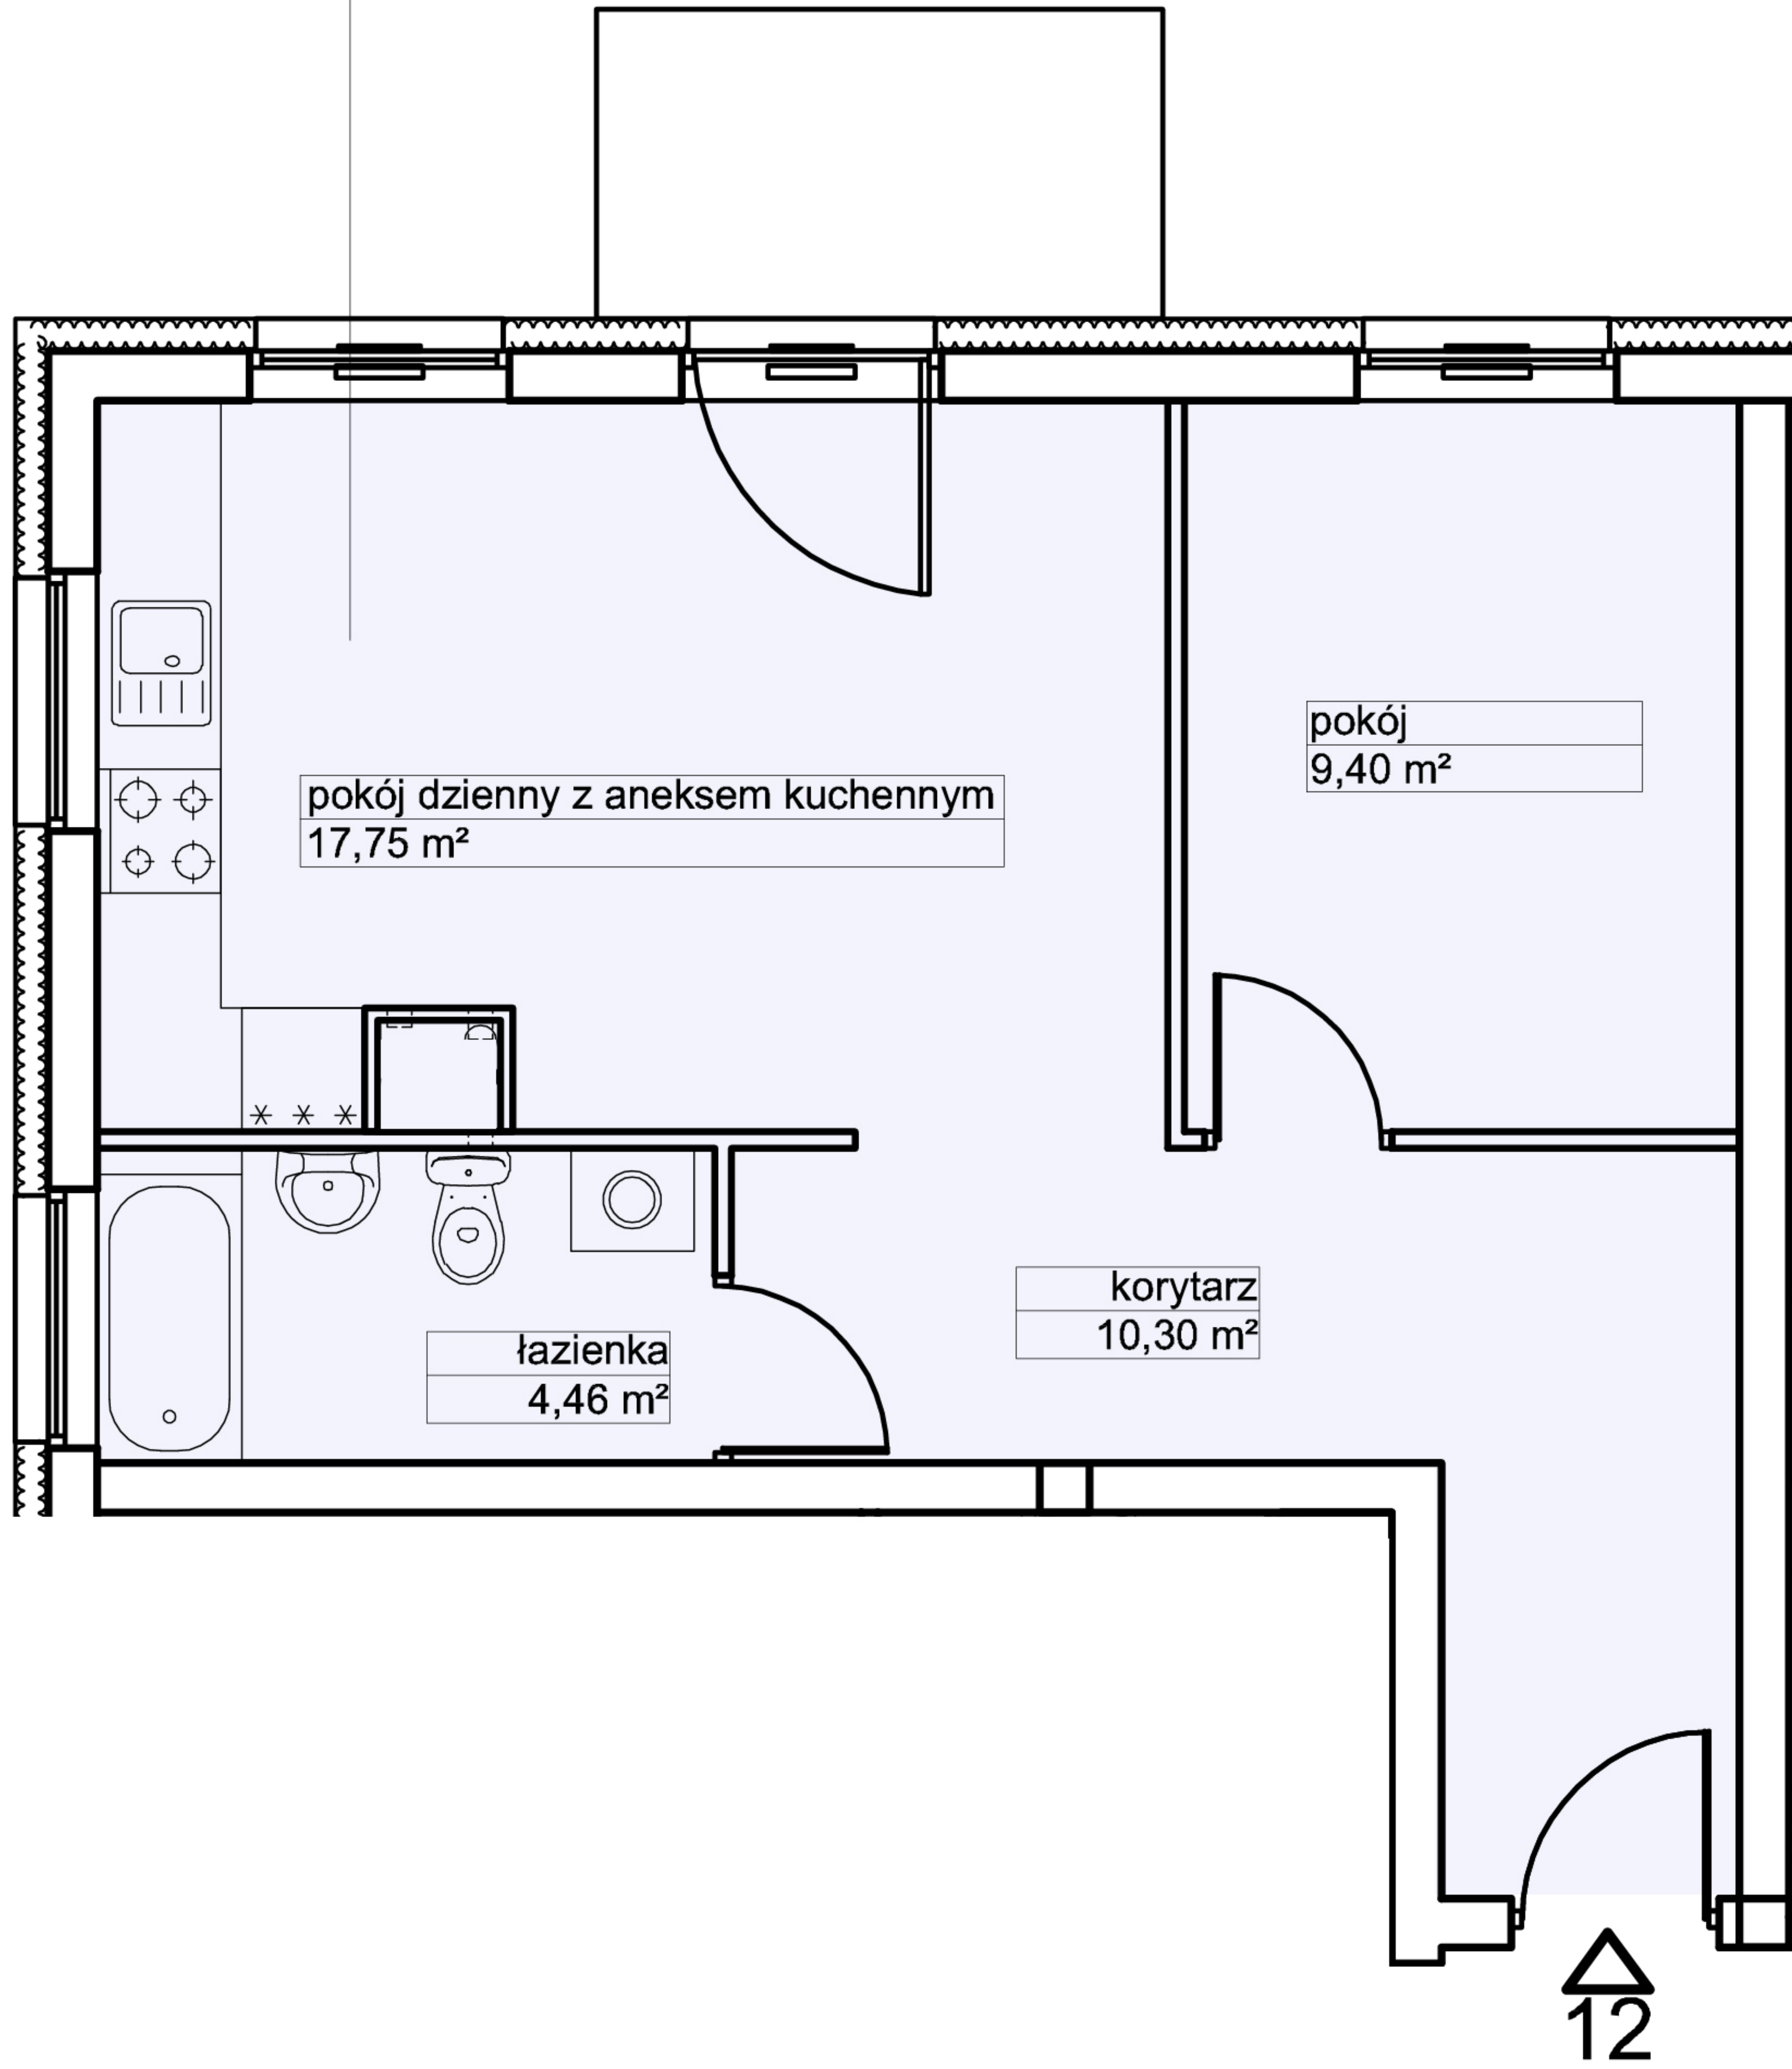 pokój
9,40 m²
pokój dzienny z aneksem kuchennym
17,75 m²
korytarz
10,30 m²
łazienka
4,46 m²
12